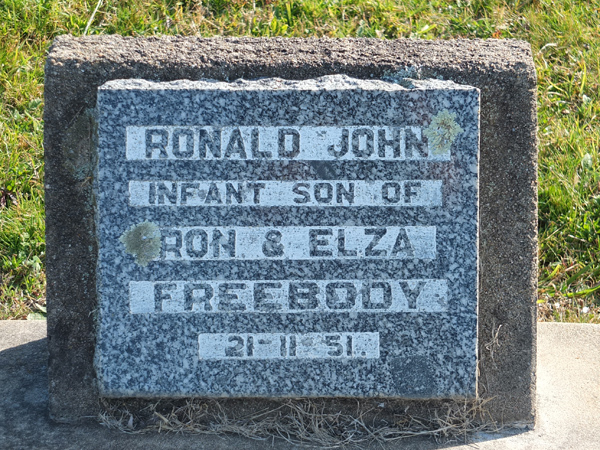 RONALD JOHN
INFANT SON OF
RON & ELZA
FREEBODY
21-11-51.